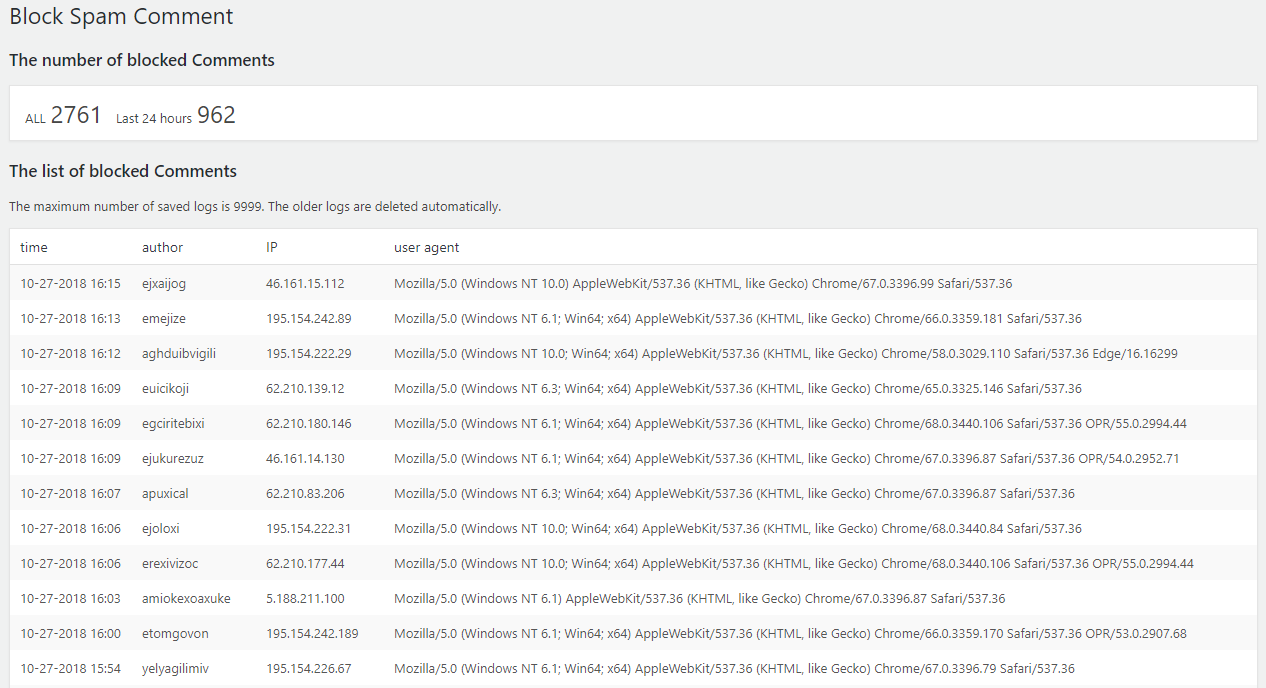 Block Spam Comment
The number of blocked Comments
ALL 2761 Last 24 hours 962
The list of blocked Comments
The maximum number of saved logs is 9999. The older logs are deleted automatically.
time author IP user agent
10-27-2018 16:15 ejxaijog 46.161.15.112 Mozilla/5.0 (Windows NT 10.0) AppleWebKit/537.36 (KHTML, like Gecko) Chrome/67.0.3396.99 Safari/537.36
10-27-2018 16:13 emejize 195.154.242.89 Mozilla/5.0 (Windows NT 6.1; Win64; x64) AppleWebKit/537.36 (KHTML, like Gecko) Chrome/66.0.3359.181 Safari/537.36
10-27-2018 16:12 aghduibvigili 195.154.222.29 Mozilla/5.0 (Windows NT 10.0; Win64; x64) AppleWebKit/537.36 (KHTML, like Gecko) Chrome/58.0.3029.110 Safari/537.36 Edge/16.16299
10-27-2018 16:09 euicikoji 62.210.139.12 Mozilla/5.0 (Windows NT 6.3; Win64; x64) AppleWebKit/537.36 (KHTML, like Gecko) Chrome/65.0.3325.146 Safari/537.36
10-27-2018 16:09 egciritebixi 62.210.180.146 Mozilla/5.0 (Windows NT 6.1; Win64; x64) AppleWebKit/537.36 (KHTML, like Gecko) Chrome/68.0.3440.106 Safari/537.36 OPR/55.0.2994.44
10-27-2018 16:09 ejukurezuz 46.161.14.130 Mozilla/5.0 (Windows NT 6.1; Win64; x64) AppleWebKit/537.36 (KHTML, like Gecko) Chrome/67.0.3396.87 Safari/537.36 OPR/54.0.2952.71
10-27-2018 16:07 apuxical 62.210.83.206 Mozilla/5.0 (Windows NT 6.3; Win64; x64) AppleWebKit/537.36 (KHTML, like Gecko) Chrome/67.0.3396.87 Safari/537.36
10-27-2018 16:06 ejoloxi 195.154.222.31 Mozilla/5.0 (Windows NT 10.0; Win64; x64) AppleWebKit/537.36 (KHTML, like Gecko) Chrome/68.0.3440.84 Safari/537.36
10-27-2018 16:06 erexivizoc 62.210.177.44 Mozilla/5.0 (Windows NT 10.0; Win64; x64) AppleWebKit/537.36 (KHTML, like Gecko) Chrome/68.0.3440.106 Safari/537.36 OPR/55.0.2994.44
10-27-2018 16:03 amiokexoaxuke 5.188.211.100 Mozilla/5.0 (Windows NT 6.1) AppleWebKit/537.36 (KHTML, like Gecko) Chrome/67.0.3396.87 Safari/537.36
10-27-2018 16:00 etomgovon 195.154.242.189 Mozilla/5.0 (Windows NT 6.1; Win64; x64) AppleWebKit/537.36 (KHTML, like Gecko) Chrome/66.0.3359.170 Safari/537.36 OPR/53.0.2907.68
10-27-2018 15:54 yelyagilimiv 195.154.226.67 Mozilla/5.0 (Windows NT 6.1; Win64; x64) AppleWebKit/537.36 (KHTML, like Gecko) Chrome/67.0.3396.79 Safari/537.36